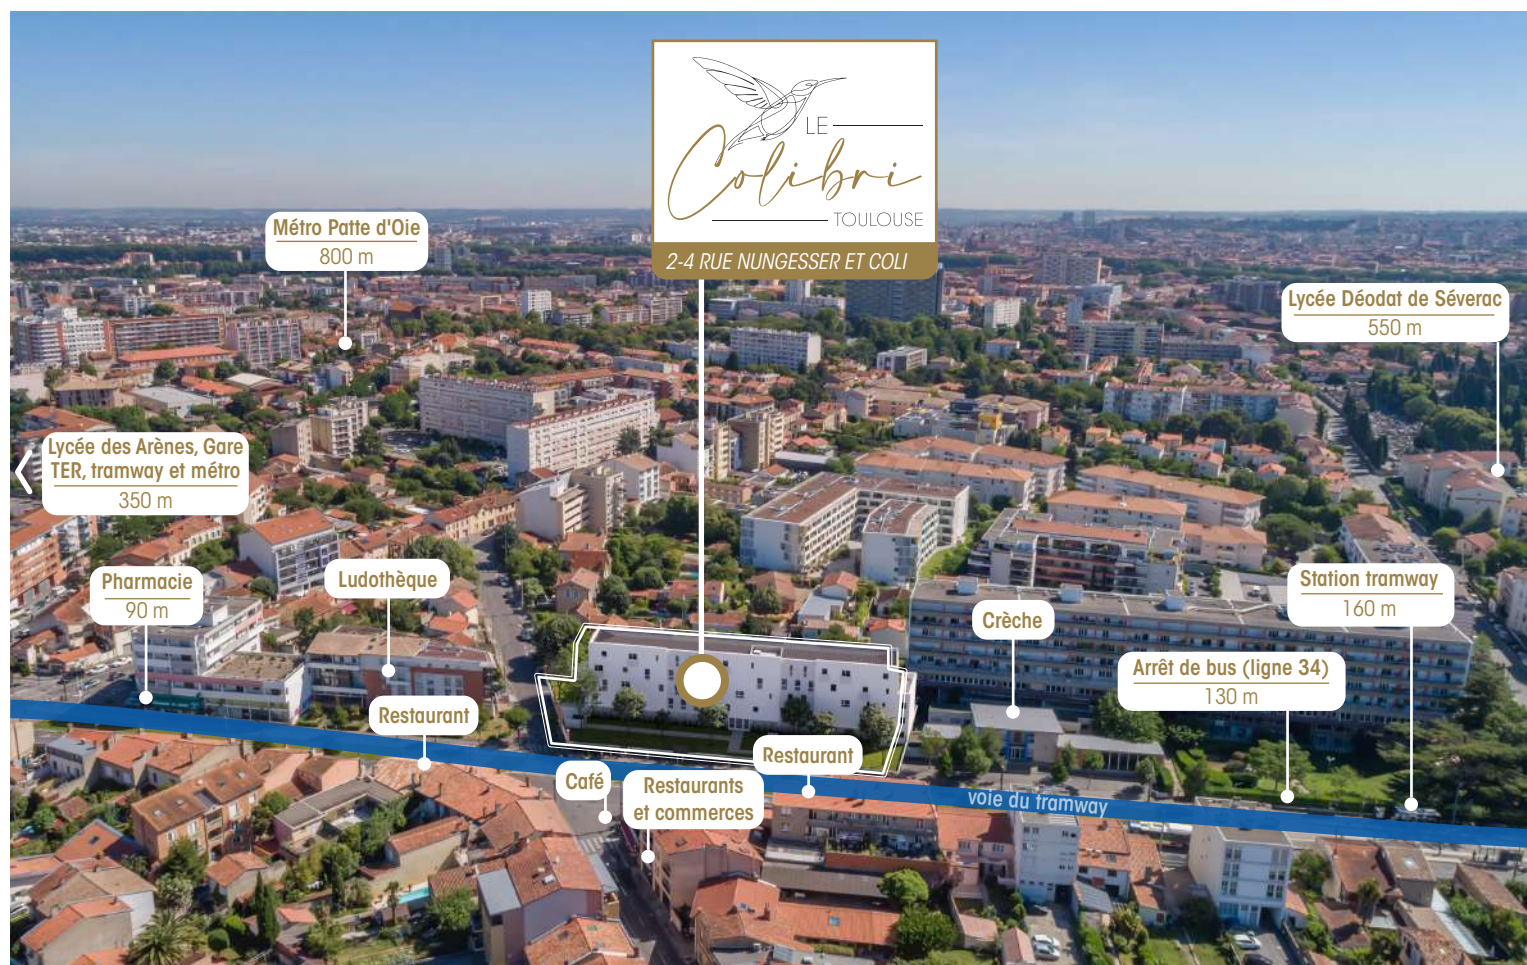 LE
Colibri
TOULOUSE
2-4 RUE NUNGESSER ET COLI
Métro Patte d'Oie
800 m
Lycée Déodat de Séverac
550 m
Lycée des Arènes, Gare
TER, tramway et métro
350 m
Pharmacie
90 m
Ludothèque
Station tramway
160 m
Crèche
Arrêt de bus (ligne 34)
130 m
Restaurant
Restaurant
Café
Restaurants
et commerces
voie du tramway